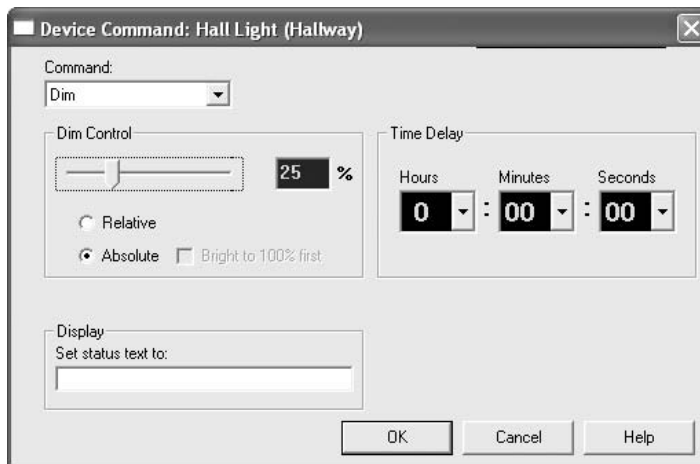 Device Command: Hall Light (Hallway)
Command:
Dim
Dim Control
25 %
Relative
Absolute Bright to 100% first
Time Delay
Hours Minutes Seconds
0 : 00 : 00
Display
Set status text to:
OK Cancel Help